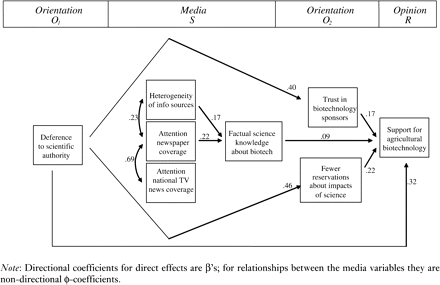 Orientation
O1
Media
S
Orientation
O2
Opinion
R
Deference
to scientific
authority
Heterogeneity
of info sources
Attention
newspaper
coverage
Attention
national TV
news coverage
Factual science
knowledge
about biotech
Trust in
biotechnology
sponsors
Fewer
reservations
about impacts
of science
Support for
agricultural
biotechnology
.40
.17
.17
.23
.22
.09
.69
.22
.46
.32
Note: Directional coefficients for direct effects are β's; for relationships between the media variables they are
non-directional ϕ-coefficients.